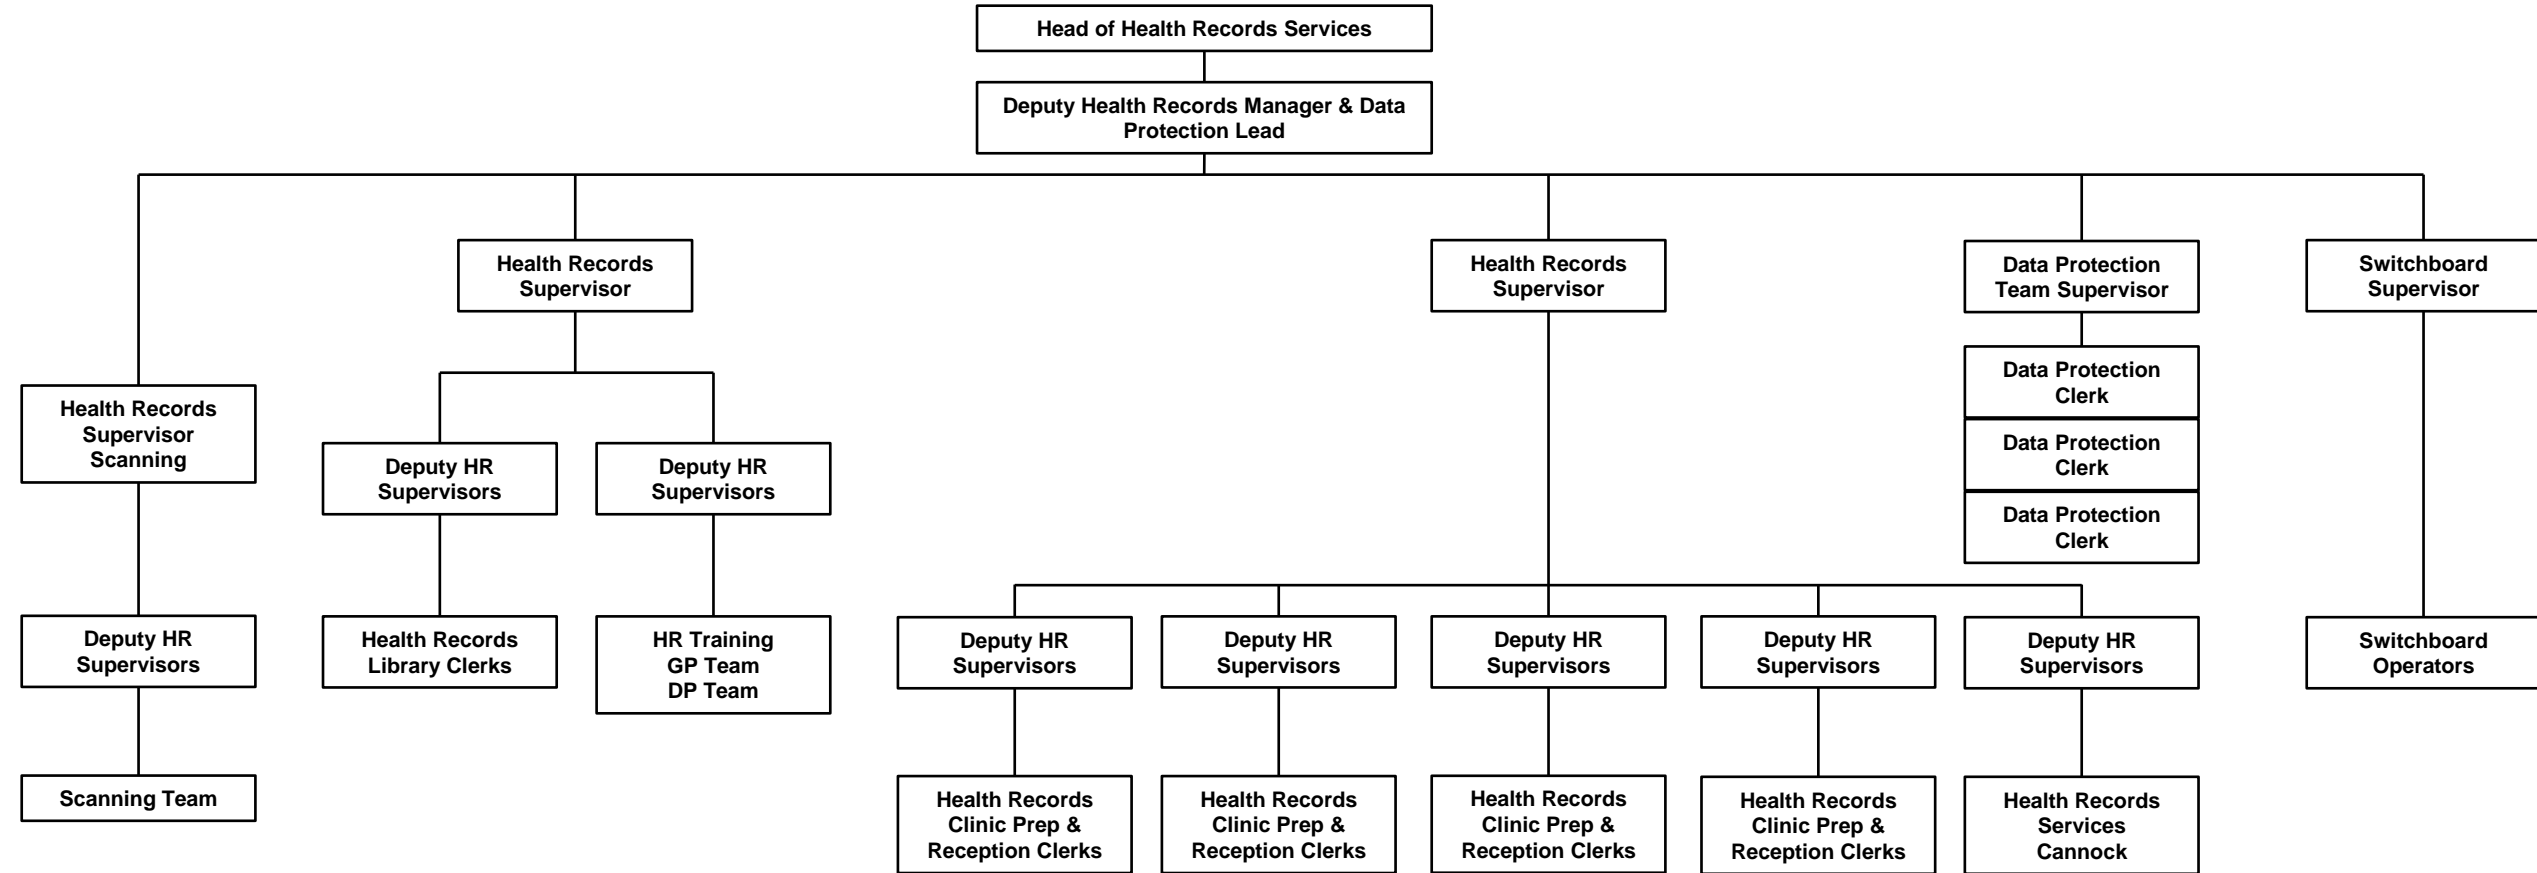 Head of Health Records Services
Deputy Health Records Manager & Data
Protection Lead
Health Records
Supervisor
Health Records
Supervisor
Data Protection
Team Supervisor
Switchboard
Supervisor
Data Protection
Clerk
Health Records
Supervisor
Scanning
Deputy HR
Supervisors
Deputy HR
Supervisors
Data Protection
Clerk
Data Protection
Clerk
Deputy HR
Supervisors
Health Records
Library Clerks
HR Training
GP Team
DP Team
Deputy HR
Supervisors
Deputy HR
Supervisors
Deputy HR
Supervisors
Deputy HR
Supervisors
Deputy HR
Supervisors
Switchboard
Operators
Scanning Team
Health Records
Clinic Prep &
Reception Clerks
Health Records
Clinic Prep &
Reception Clerks
Health Records
Clinic Prep &
Reception Clerks
Health Records
Clinic Prep &
Reception Clerks
Health Records
Services
Cannock